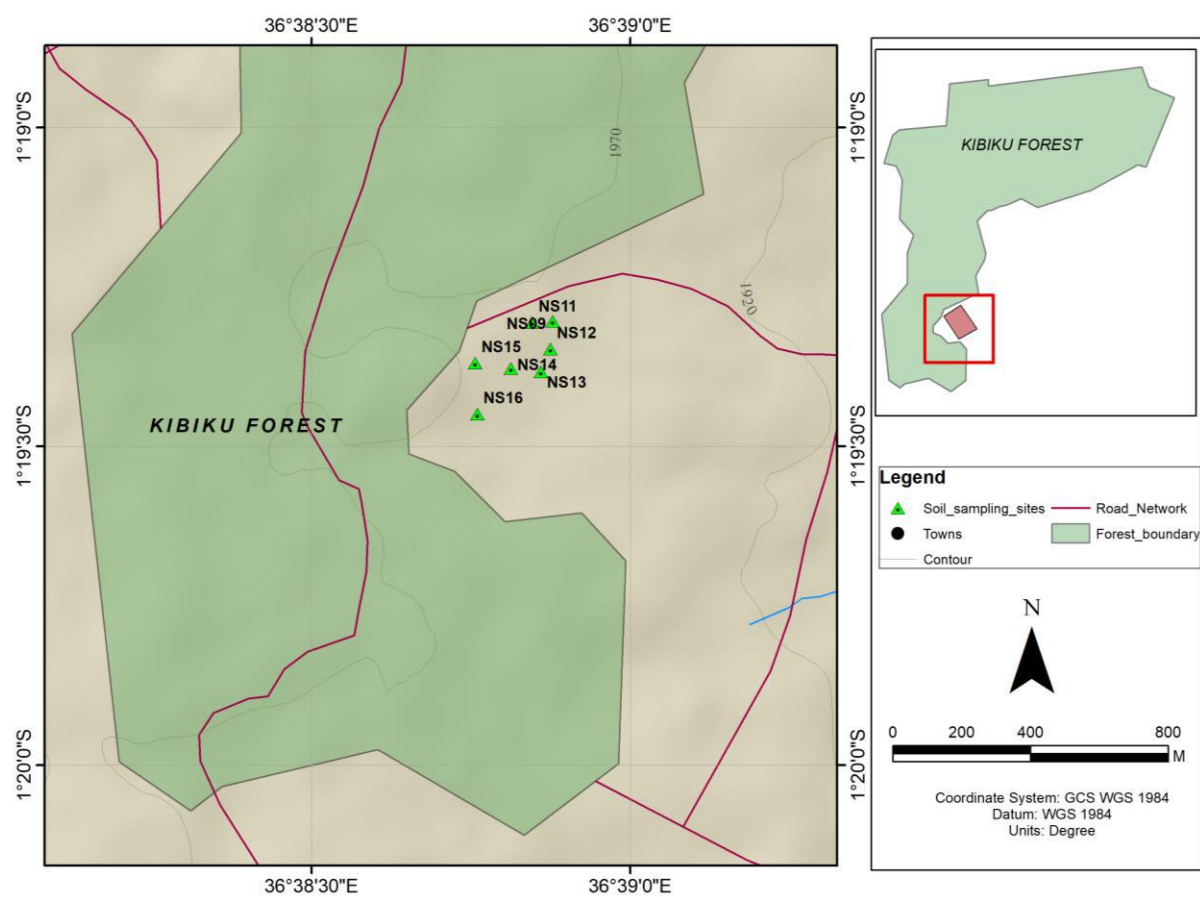 36°38'30"E 36°39'0"E
1°19'0"S
1°19'0"S
1970
1920
NS11
NS09
NS12
NS15
NS14
NS13
NS16
KIBIKU FOREST
1°19'30"S
1°19'30"S
1°20'0"S
1°20'0"S
36°38'30"E 36°39'0"E
KIBIKU FOREST
Legend
Soil_sampling_sites Road_Network
Towns Forest_boundary
Contour
N
0 200 400 800
M
Coordinate System: GCS WGS 1984
Datum: WGS 1984
Units: Degree